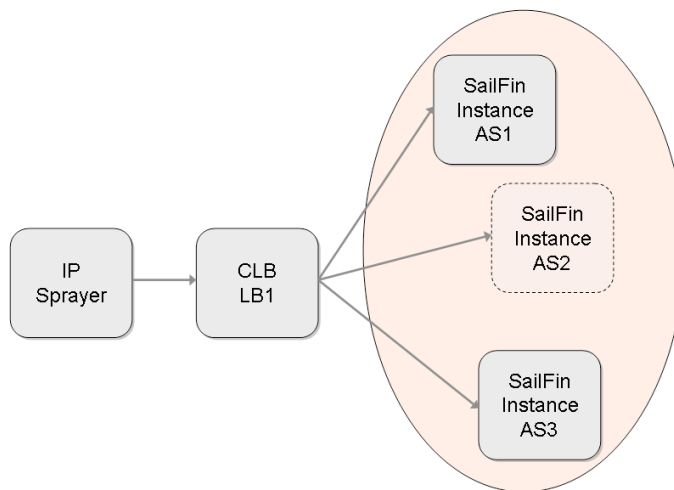 IP
Sprayer
CLB
LB1
SailFin
Instance
AS1
SailFin
Instance
AS2
SailFin
Instance
AS3